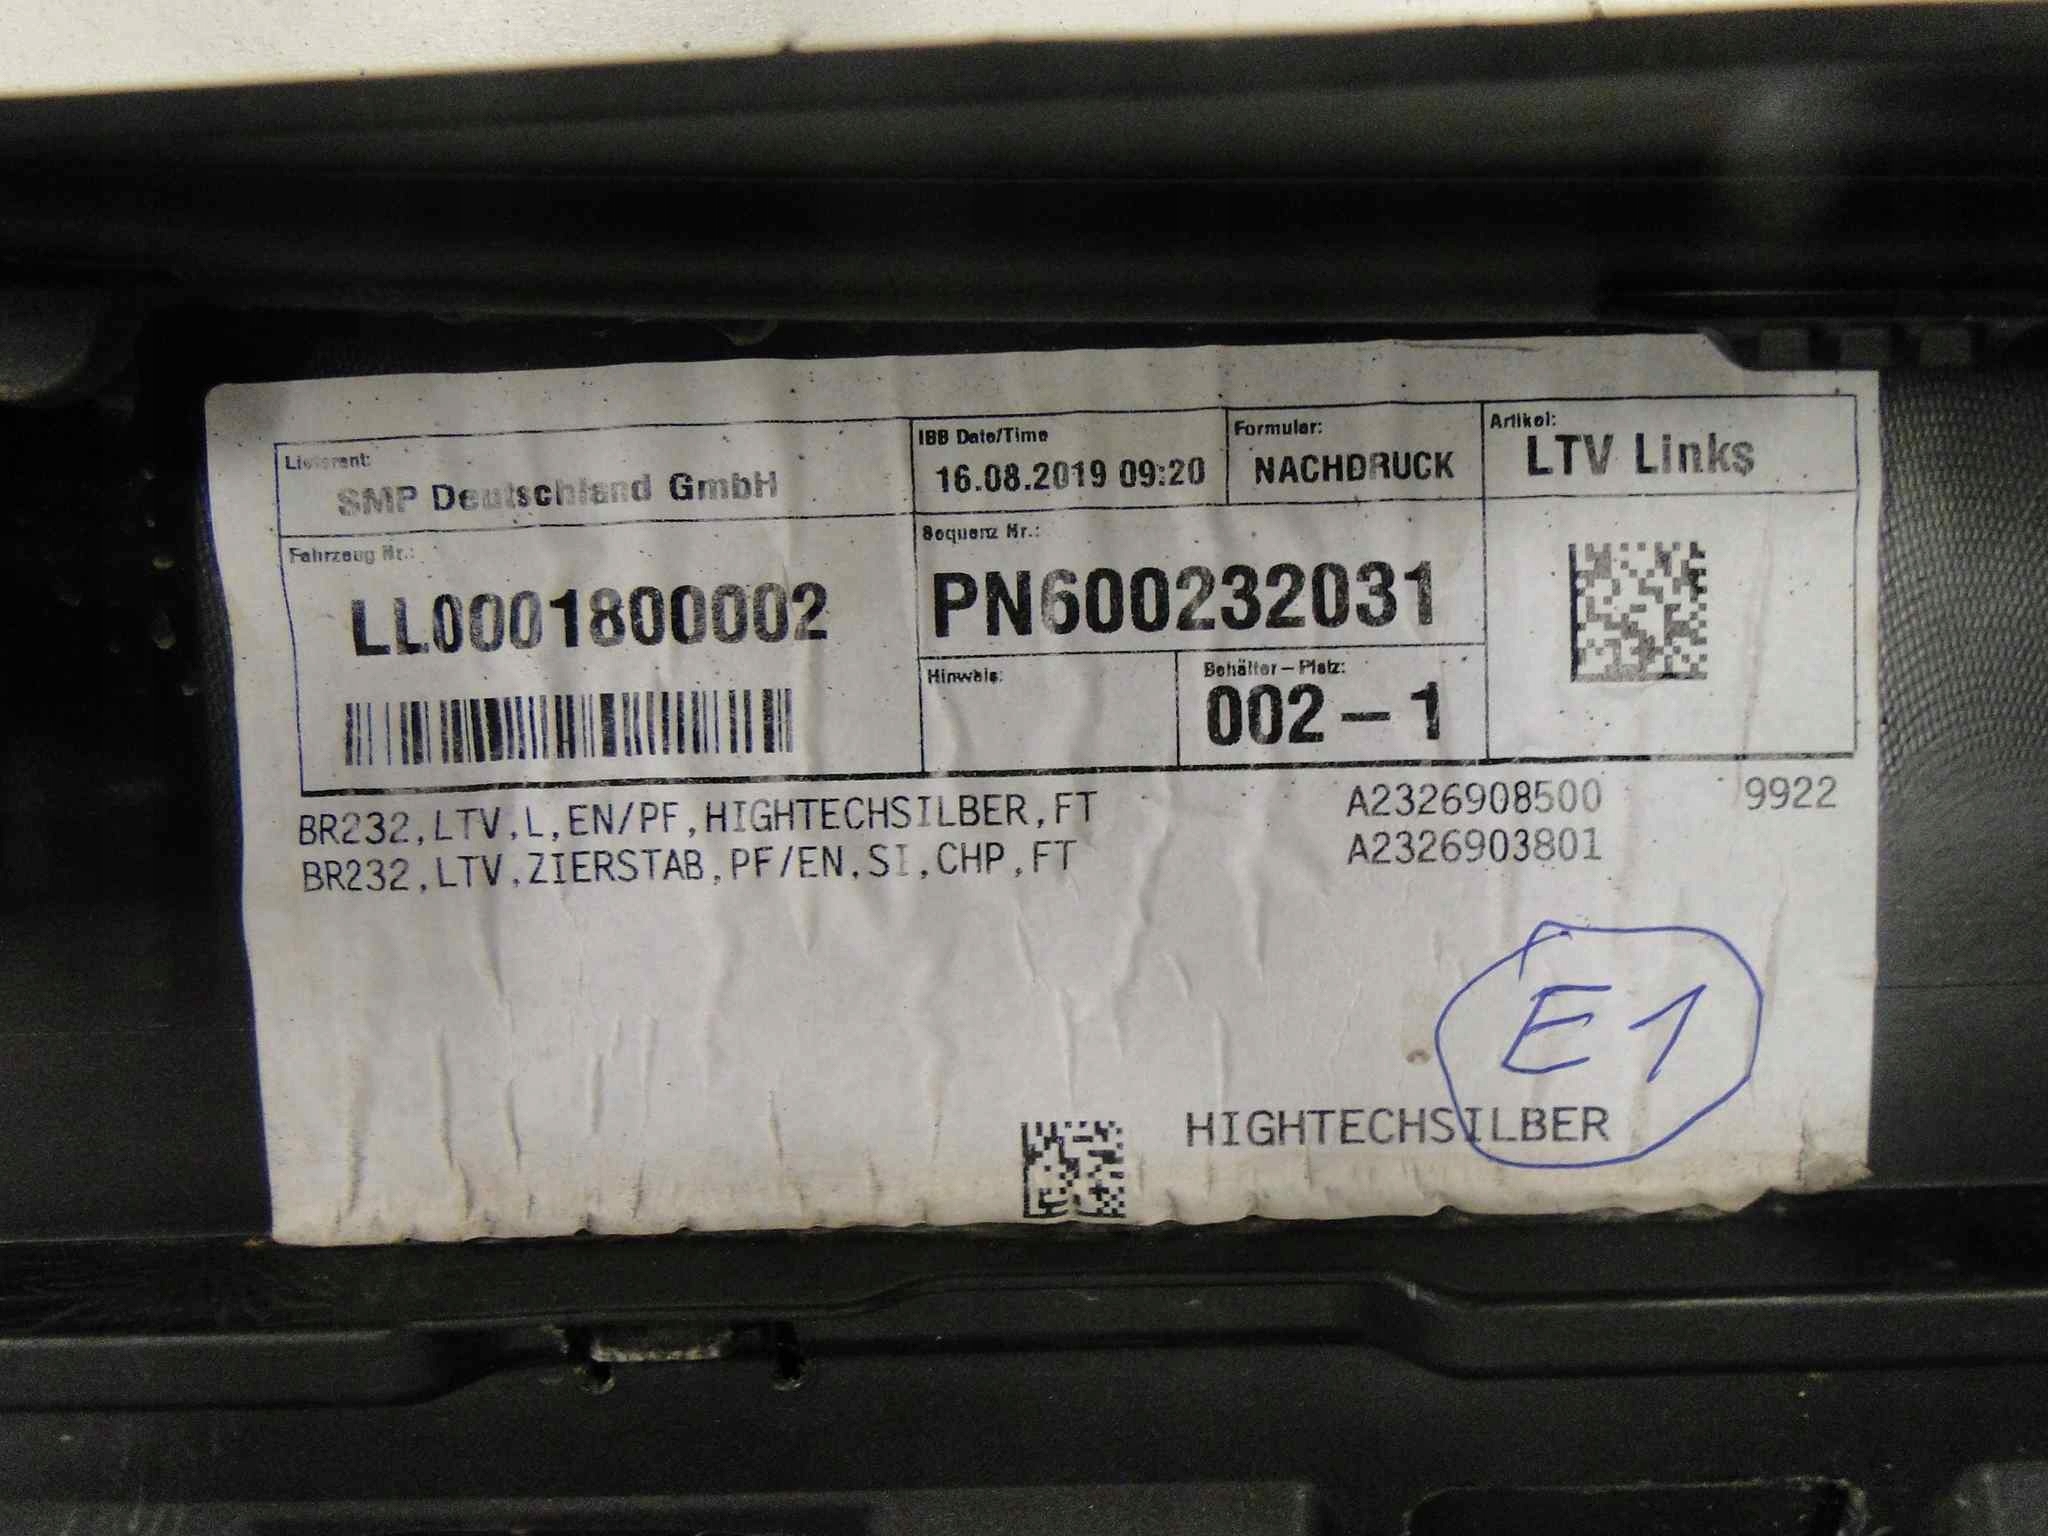 Lieferant:
SMP Deutschland GmbH
IBB Date/Time
16.08.2019 09:20
Formular:
NACHDRUCK
Artikel:
LTV Links
Fahrzeug Nr.:
LL0001800002
Sequenz Nr.:
PN600232031
Hinweis:
Behälter-Platz:
002-1
BR232,LTV,L,EN/PF,HIGHTECHSILBER,FT A2326908500 9922
BR232,LTV,ZIERSTAB,PF/EN,SI,CHP,FT A2326903801
E1
HIGHTECHSILBER